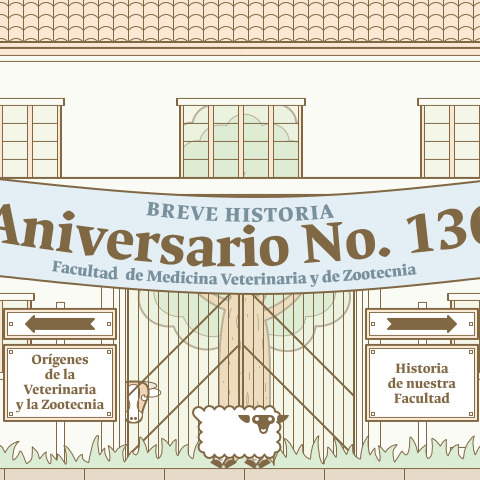 BREVE HISTORIA
Aniversario No. 130
Facultad de Medicina Veterinaria y de Zootecnia
Orígenes
de la
Veterinaria
y la Zootecnia
Historia
de nuestra
Facultad